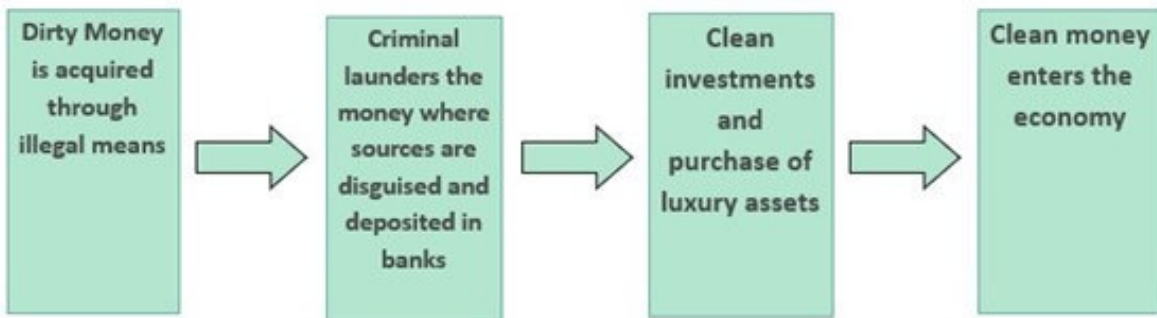 Dirty Money
is acquired
through
illegal means
Criminal
launders the
money where
sources are
disguised and
deposited in
banks
Clean
investments
and
purchase of
luxury assets
Clean money
enters the
economy